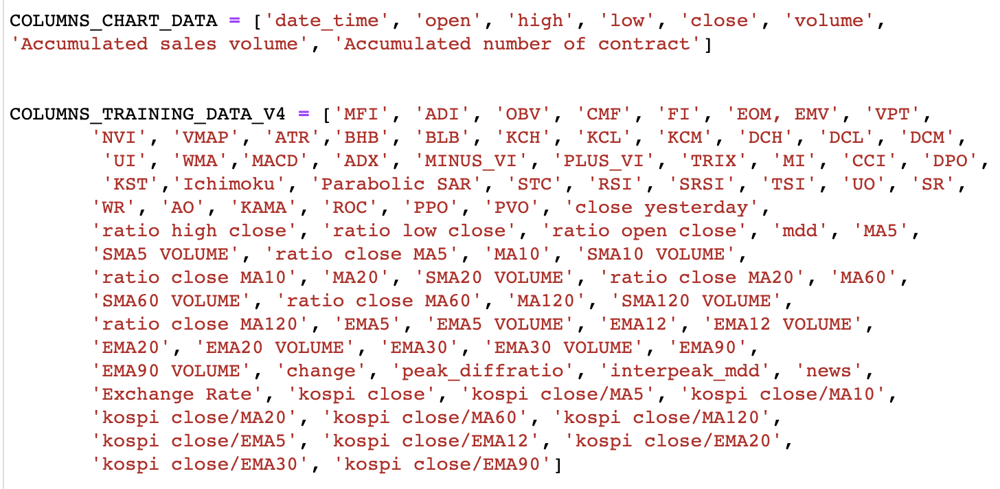 COLUMNS_CHART_DATA = ['date_time', 'open', 'high', 'low', 'close', 'volume',
'Accumulated sales volume', 'Accumulated number of contract']
COLUMNS_TRAINING_DATA_V4 = ['MFI', 'ADI', 'OBV', 'CMF', 'FI', 'EOM, EMV', 'VPT',
'NVI', 'VMAP', 'ATR','BHB', 'BLB', 'KCH', 'KCL', 'KCM', 'DCH', 'DCL', 'DCM',
'UI', 'WMA','MACD', 'ADX', 'MINUS_VI', 'PLUS_VI', 'TRIX', 'MI', 'CCI', 'DPO',
'KST','Ichimoku', 'Parabolic SAR', 'STC', 'RSI', 'SRSI', 'TSI', 'UO', 'SR',
'WR', 'AO', 'KAMA', 'ROC', 'PPO', 'PVO', 'close yesterday',
'ratio high close', 'ratio low close', 'ratio open close', 'mdd', 'MA5',
'SMA5 VOLUME', 'ratio close MA5', 'MA10', 'SMA10 VOLUME',
'ratio close MA10', 'MA20', 'SMA20 VOLUME', 'ratio close MA20', 'MA60',
'SMA60 VOLUME', 'ratio close MA60', 'MA120', 'SMA120 VOLUME',
'ratio close MA120', 'EMA5', 'EMA5 VOLUME', 'EMA12', 'EMA12 VOLUME',
'EMA20', 'EMA20 VOLUME', 'EMA30', 'EMA30 VOLUME', 'EMA90',
'EMA90 VOLUME', 'change', 'peak_diffratio', 'interpeak_mdd', 'news',
'Exchange Rate', 'kospi close', 'kospi close/MA5', 'kospi close/MA10',
'kospi close/MA20', 'kospi close/MA60', 'kospi close/MA120',
'kospi close/EMA5', 'kospi close/EMA12', 'kospi close/EMA20',
'kospi close/EMA30', 'kospi close/EMA90']